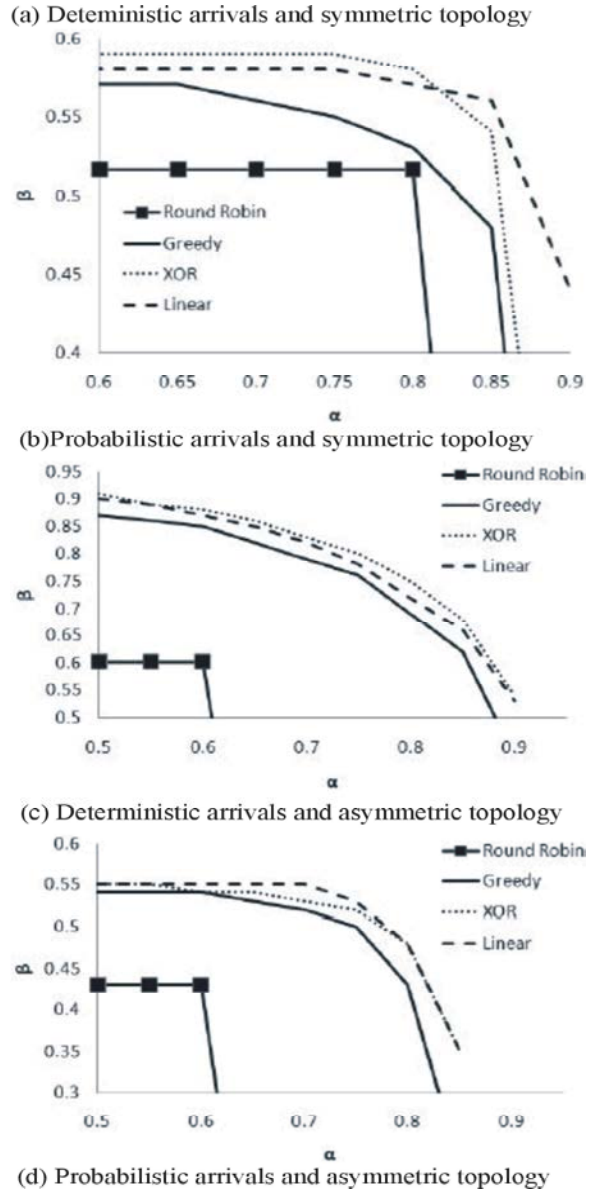 (a) Deteministic arrivals and symmetric topology
0.6
0.55
0.5
0.45
0.4
β
Round Robin
Greedy
XOR
Linear
0.6 0.65 0.7 0.75 0.8 0.85 0.9
α
(b)Probabilistic arrivals and symmetric topology
0.95
0.9
0.85
0.8
0.75
0.7
0.65
0.6
0.55
0.5
β
Round Robin
Greedy
XOR
Linear
0.5 0.6 0.7 0.8 0.9
α
(c) Deterministic arrivals and asymmetric topology
0.6
0.55
0.5
0.45
0.4
0.35
0.3
β
Round Robin
Greedy
XOR
Linear
0.5 0.6 0.7 0.8 0.9
α
(d) Probabilistic arrivals and asymmetric topology